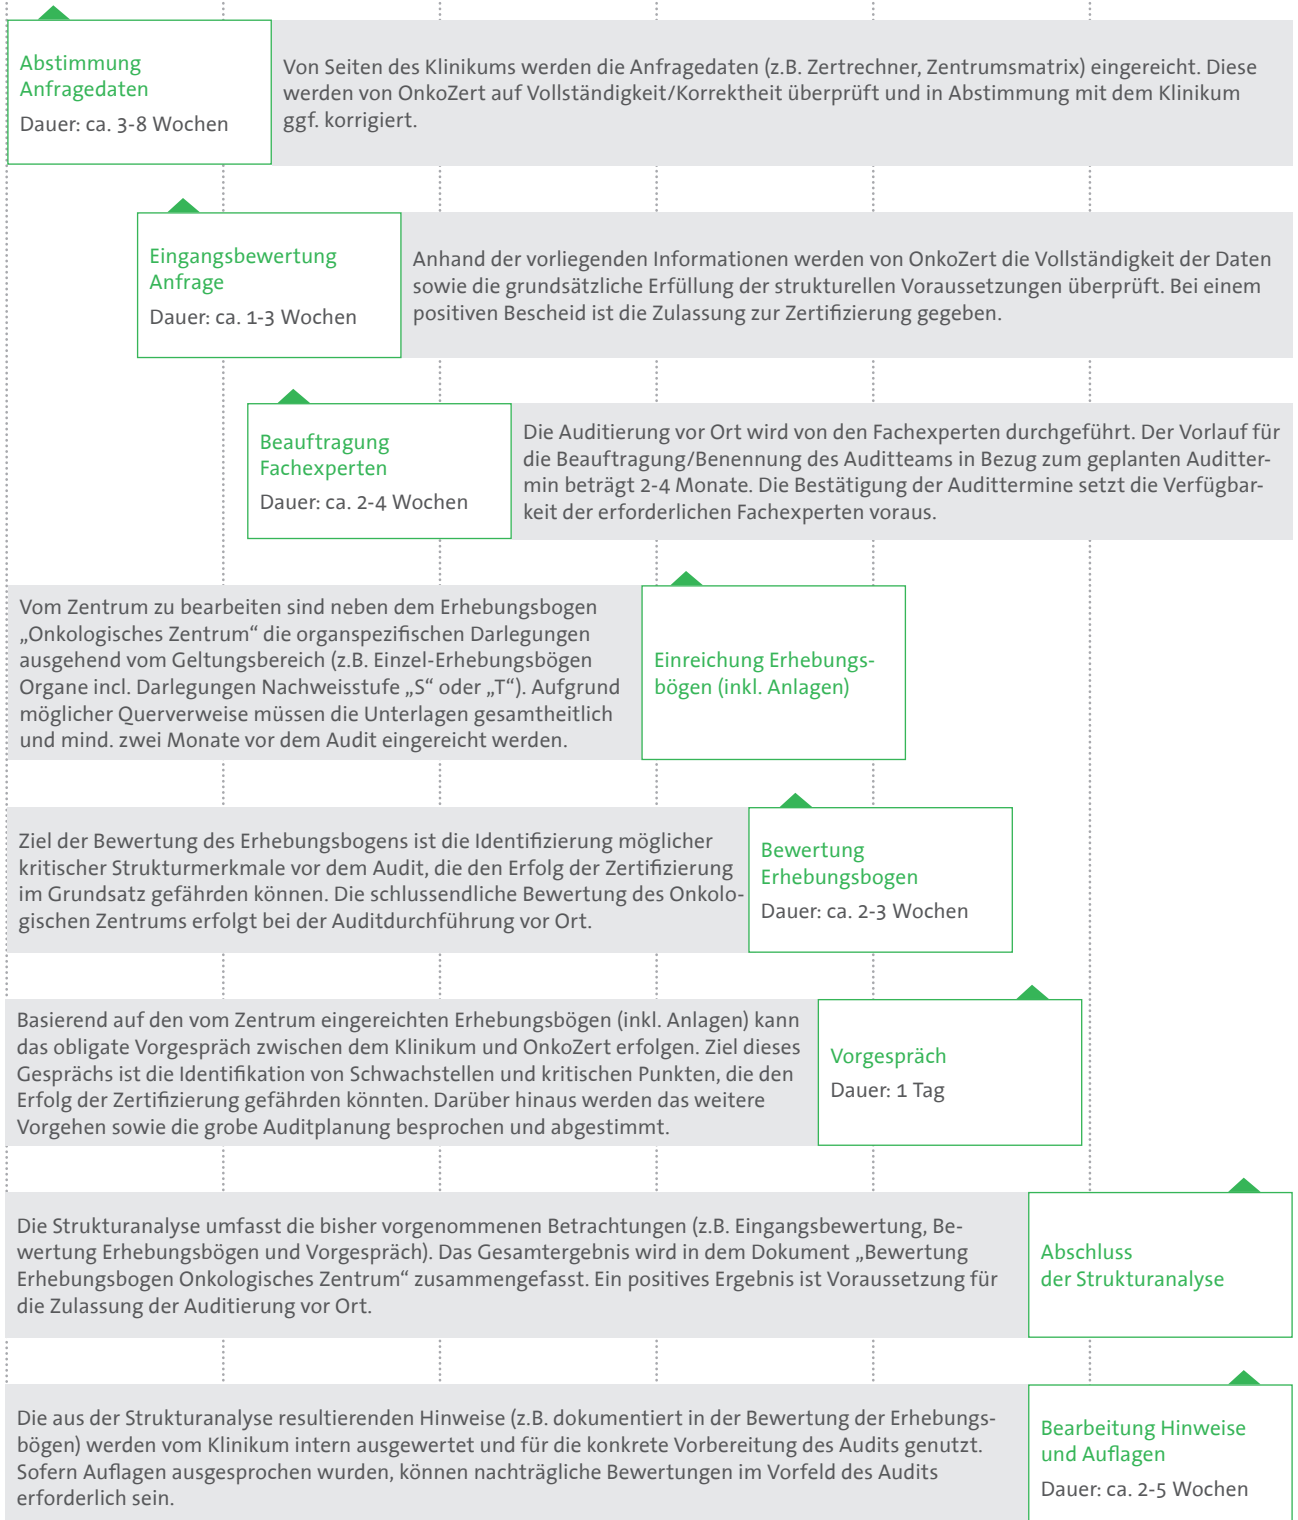 Abstimmung
Anfragedaten
Dauer: ca. 3-8 Wochen
Von Seiten des Klinikums werden die Anfragedaten (z.B. Zertrechner, Zentrumsmatrix) eingereicht. Diese
werden von OnkoZert auf Vollständigkeit/Korrektheit überprüft und in Abstimmung mit dem Klinikum
ggf. korrigiert.
Eingangsbewertung
Anfrage
Dauer: ca. 1-3 Wochen
Anhand der vorliegenden Informationen werden von OnkoZert die Vollständigkeit der Daten
sowie die grundsätzliche Erfüllung der strukturellen Voraussetzungen überprüft. Bei einem
positiven Bescheid ist die Zulassung zur Zertifizierung gegeben.
Beauftragung
Fachexperten
Dauer: ca. 2-4 Wochen
Die Auditierung vor Ort wird von den Fachexperten durchgeführt. Der Vorlauf für
die Beauftragung/Benennung des Auditteams in Bezug zum geplanten Auditter-
min beträgt 2-4 Monate. Die Bestätigung der Audittermine setzt die Verfügbar-
keit der erforderlichen Fachexperten voraus.
Vom Zentrum zu bearbeiten sind neben dem Erhebungsbogen
„Onkologisches Zentrum“ die organspezifischen Darlegungen
ausgehend vom Geltungsbereich (z.B. Einzel-Erhebungsbögen
Organe incl. Darlegungen Nachweisstufe „S“ oder „T“). Aufgrund
möglicher Querverweise müssen die Unterlagen gesamtheitlich
und mind. zwei Monate vor dem Audit eingereicht werden.
Einreichung Erhebungs-
bögen (inkl. Anlagen)
Ziel der Bewertung des Erhebungsbogens ist die Identifizierung möglicher
kritischer Strukturmerkmale vor dem Audit, die den Erfolg der Zertifizierung
im Grundsatz gefährden können. Die schlussendliche Bewertung des Onkolo-
gischen Zentrums erfolgt bei der Auditdurchführung vor Ort.
Bewertung
Erhebungsbogen
Dauer: ca. 2-3 Wochen
Basierend auf den vom Zentrum eingereichten Erhebungsbögen (inkl. Anlagen) kann
das obligate Vorgespräch zwischen dem Klinikum und OnkoZert erfolgen. Ziel dieses
Gesprächs ist die Identifikation von Schwachstellen und kritischen Punkten, die den
Erfolg der Zertifizierung gefährden könnten. Darüber hinaus werden das weitere
Vorgehen sowie die grobe Auditplanung besprochen und abgestimmt.
Vorgespräch
Dauer: 1 Tag
Die Strukturanalyse umfasst die bisher vorgenommenen Betrachtungen (z.B. Eingangsbewertung, Be-
wertung Erhebungsbögen und Vorgespräch). Das Gesamtergebnis wird in dem Dokument „Bewertung
Erhebungsbogen Onkologisches Zentrum“ zusammengefasst. Ein positives Ergebnis ist Voraussetzung für
die Zulassung der Auditierung vor Ort.
Abschluss
der Strukturanalyse
Die aus der Strukturanalyse resultierenden Hinweise (z.B. dokumentiert in der Bewertung der Erhebungs-
bögen) werden vom Klinikum intern ausgewertet und für die konkrete Vorbereitung des Audits genutzt.
Sofern Auflagen ausgesprochen wurden, können nachträgliche Bewertungen im Vorfeld des Audits
erforderlich sein.
Bearbeitung Hinweise
und Auflagen
Dauer: ca. 2-5 Wochen